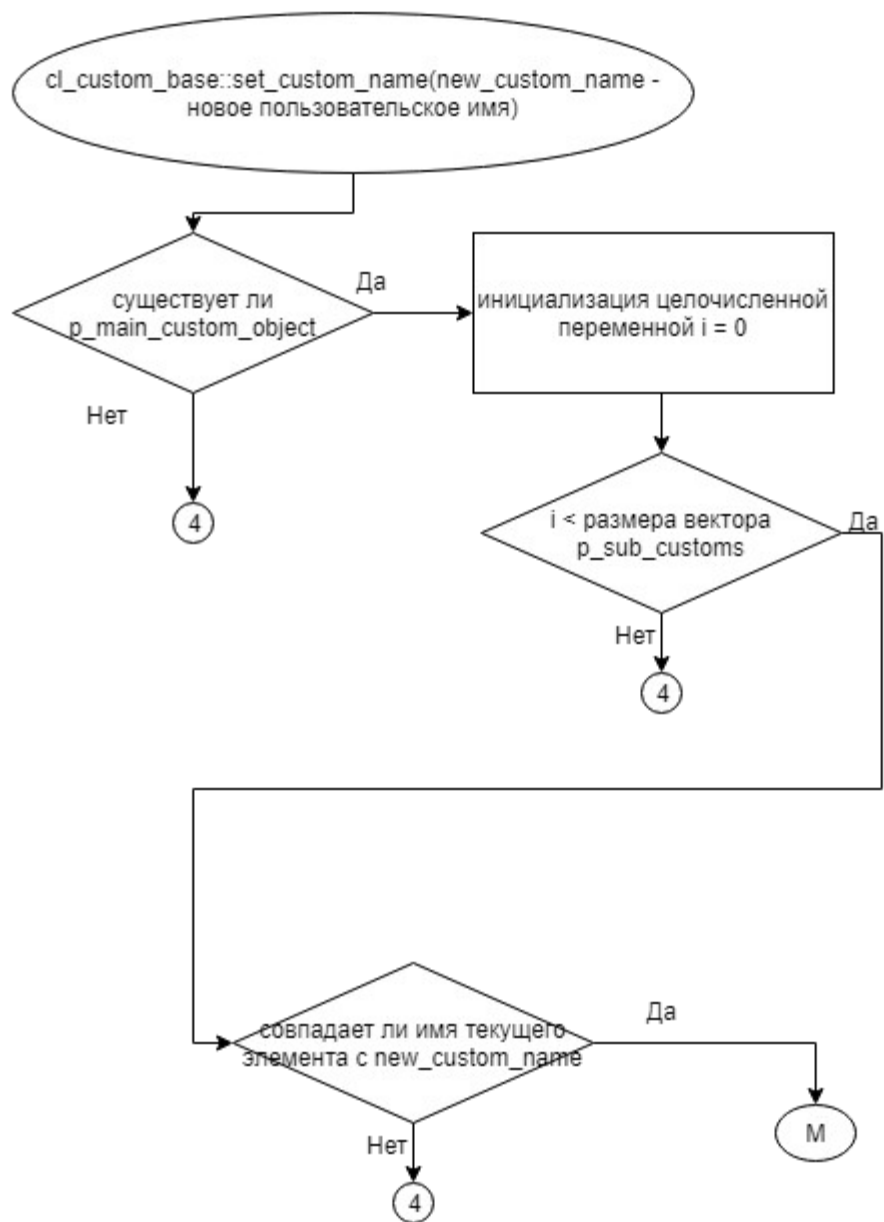 cl_custom_base::set_custom_name(new_custom_name -
новое пользовательское имя)
существует ли
p_main_custom_object
Да
инициализация целочисленной
переменной i = 0
Нет
4
i < размера вектора
p_sub_customs
Да
Нет
4
совпадает ли имя текущего
элемента с new_custom_name
Да
М
Нет
4